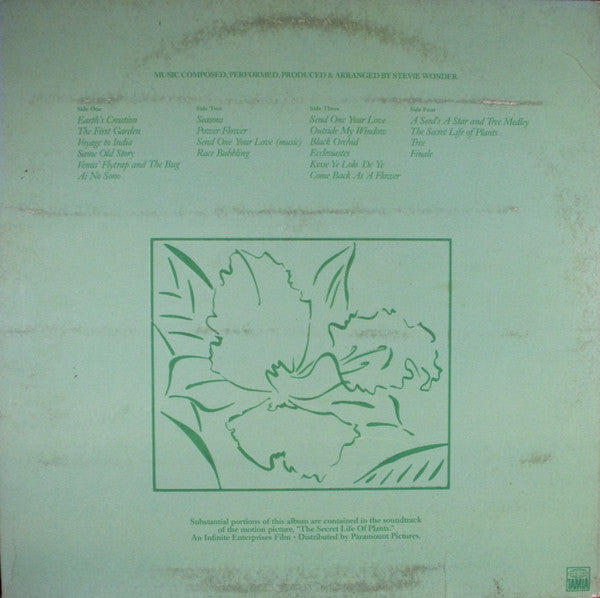 MUSIC COMPOSED, PERFORMED, PRODUCED & ARRANGED BY STEVIE WONDER
Side One
Earth's Creation
The First Garden
Voyage to India
Same Old Story
Venus' Flytrap and The Bug
Ai No Sono
Side Two
Seasons
Power Flower
Send One Your Love (music)
Race Babbling
Side Three
Send One Your Love
Outside My Window
Black Orchid
Ecclesiastes
Kesse Ye Lolo De Ye
Come Back As A Flower
Side Four
A Seed's A Star and Tree Medley
The Secret Life of Plants
Tree
Finale
Substantial portions of this album are contained in the soundtrack
of the motion picture, "The Secret Life Of Plants."
An Infinite Enterprises Film • Distributed by Paramount Pictures.
TAMLA